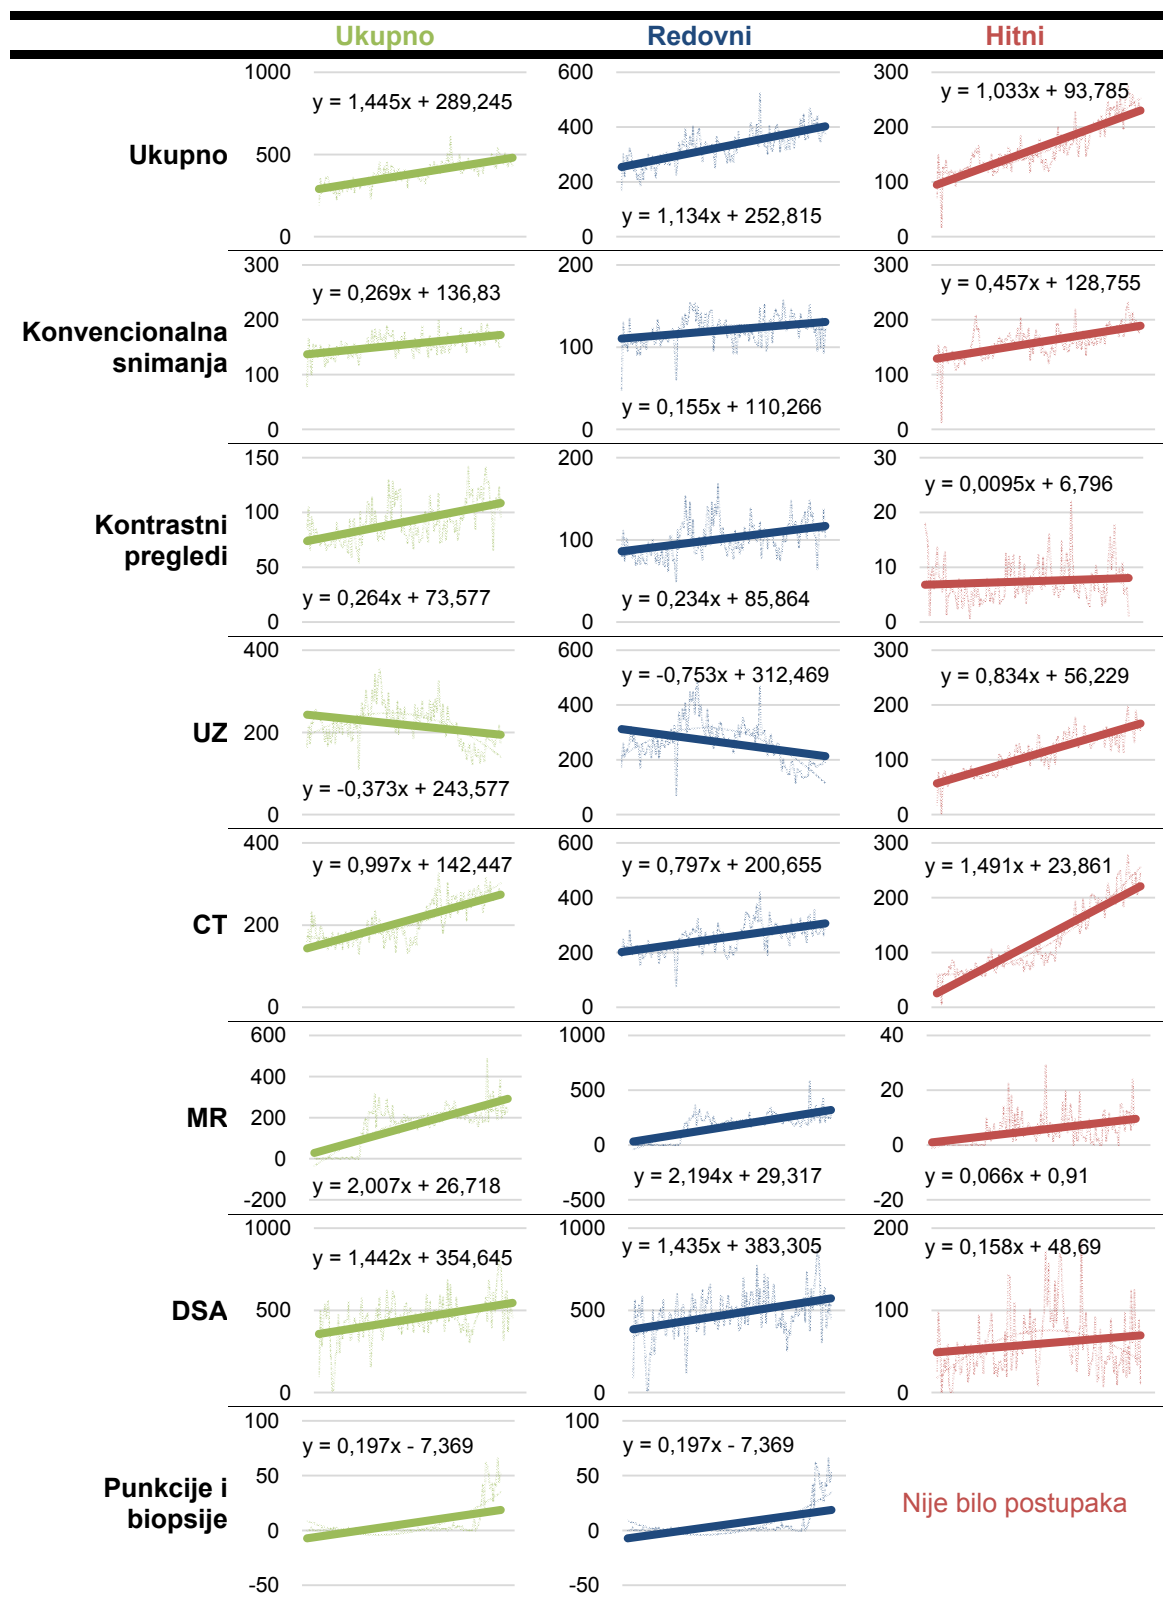 Ukupno Redovni Hitni
Ukupno
1000
500
0
y = 1,445x + 289,245
600
400
200
0
y = 1,134x + 252,815
300
200
100
0
y = 1,033x + 93,785
Konvencionalna
snimanja
300
200
100
0
y = 0,269x + 136,83
200
100
0
y = 0,155x + 110,266
300
200
100
0
y = 0,457x + 128,755
Kontrastni
pregledi
150
100
50
0
y = 0,264x + 73,577
200
100
0
y = 0,234x + 85,864
30
20
10
0
y = 0,0095x + 6,796
UZ
400
200
0
y = -0,373x + 243,577
600
400
200
0
y = -0,753x + 312,469
300
200
100
0
y = 0,834x + 56,229
CT
400
200
0
y = 0,997x + 142,447
600
400
200
0
y = 0,797x + 200,655
300
200
100
0
y = 1,491x + 23,861
MR
600
400
200
0
-200
y = 2,007x + 26,718
1000
500
0
-500
y = 2,194x + 29,317
40
20
0
-20
y = 0,066x + 0,91
DSA
1000
500
0
y = 1,442x + 354,645
1000
500
0
y = 1,435x + 383,305
200
100
0
y = 0,158x + 48,69
Punkcije i
biopsije
100
50
0
-50
y = 0,197x - 7,369
100
50
0
-50
y = 0,197x - 7,369
Nije bilo postupaka